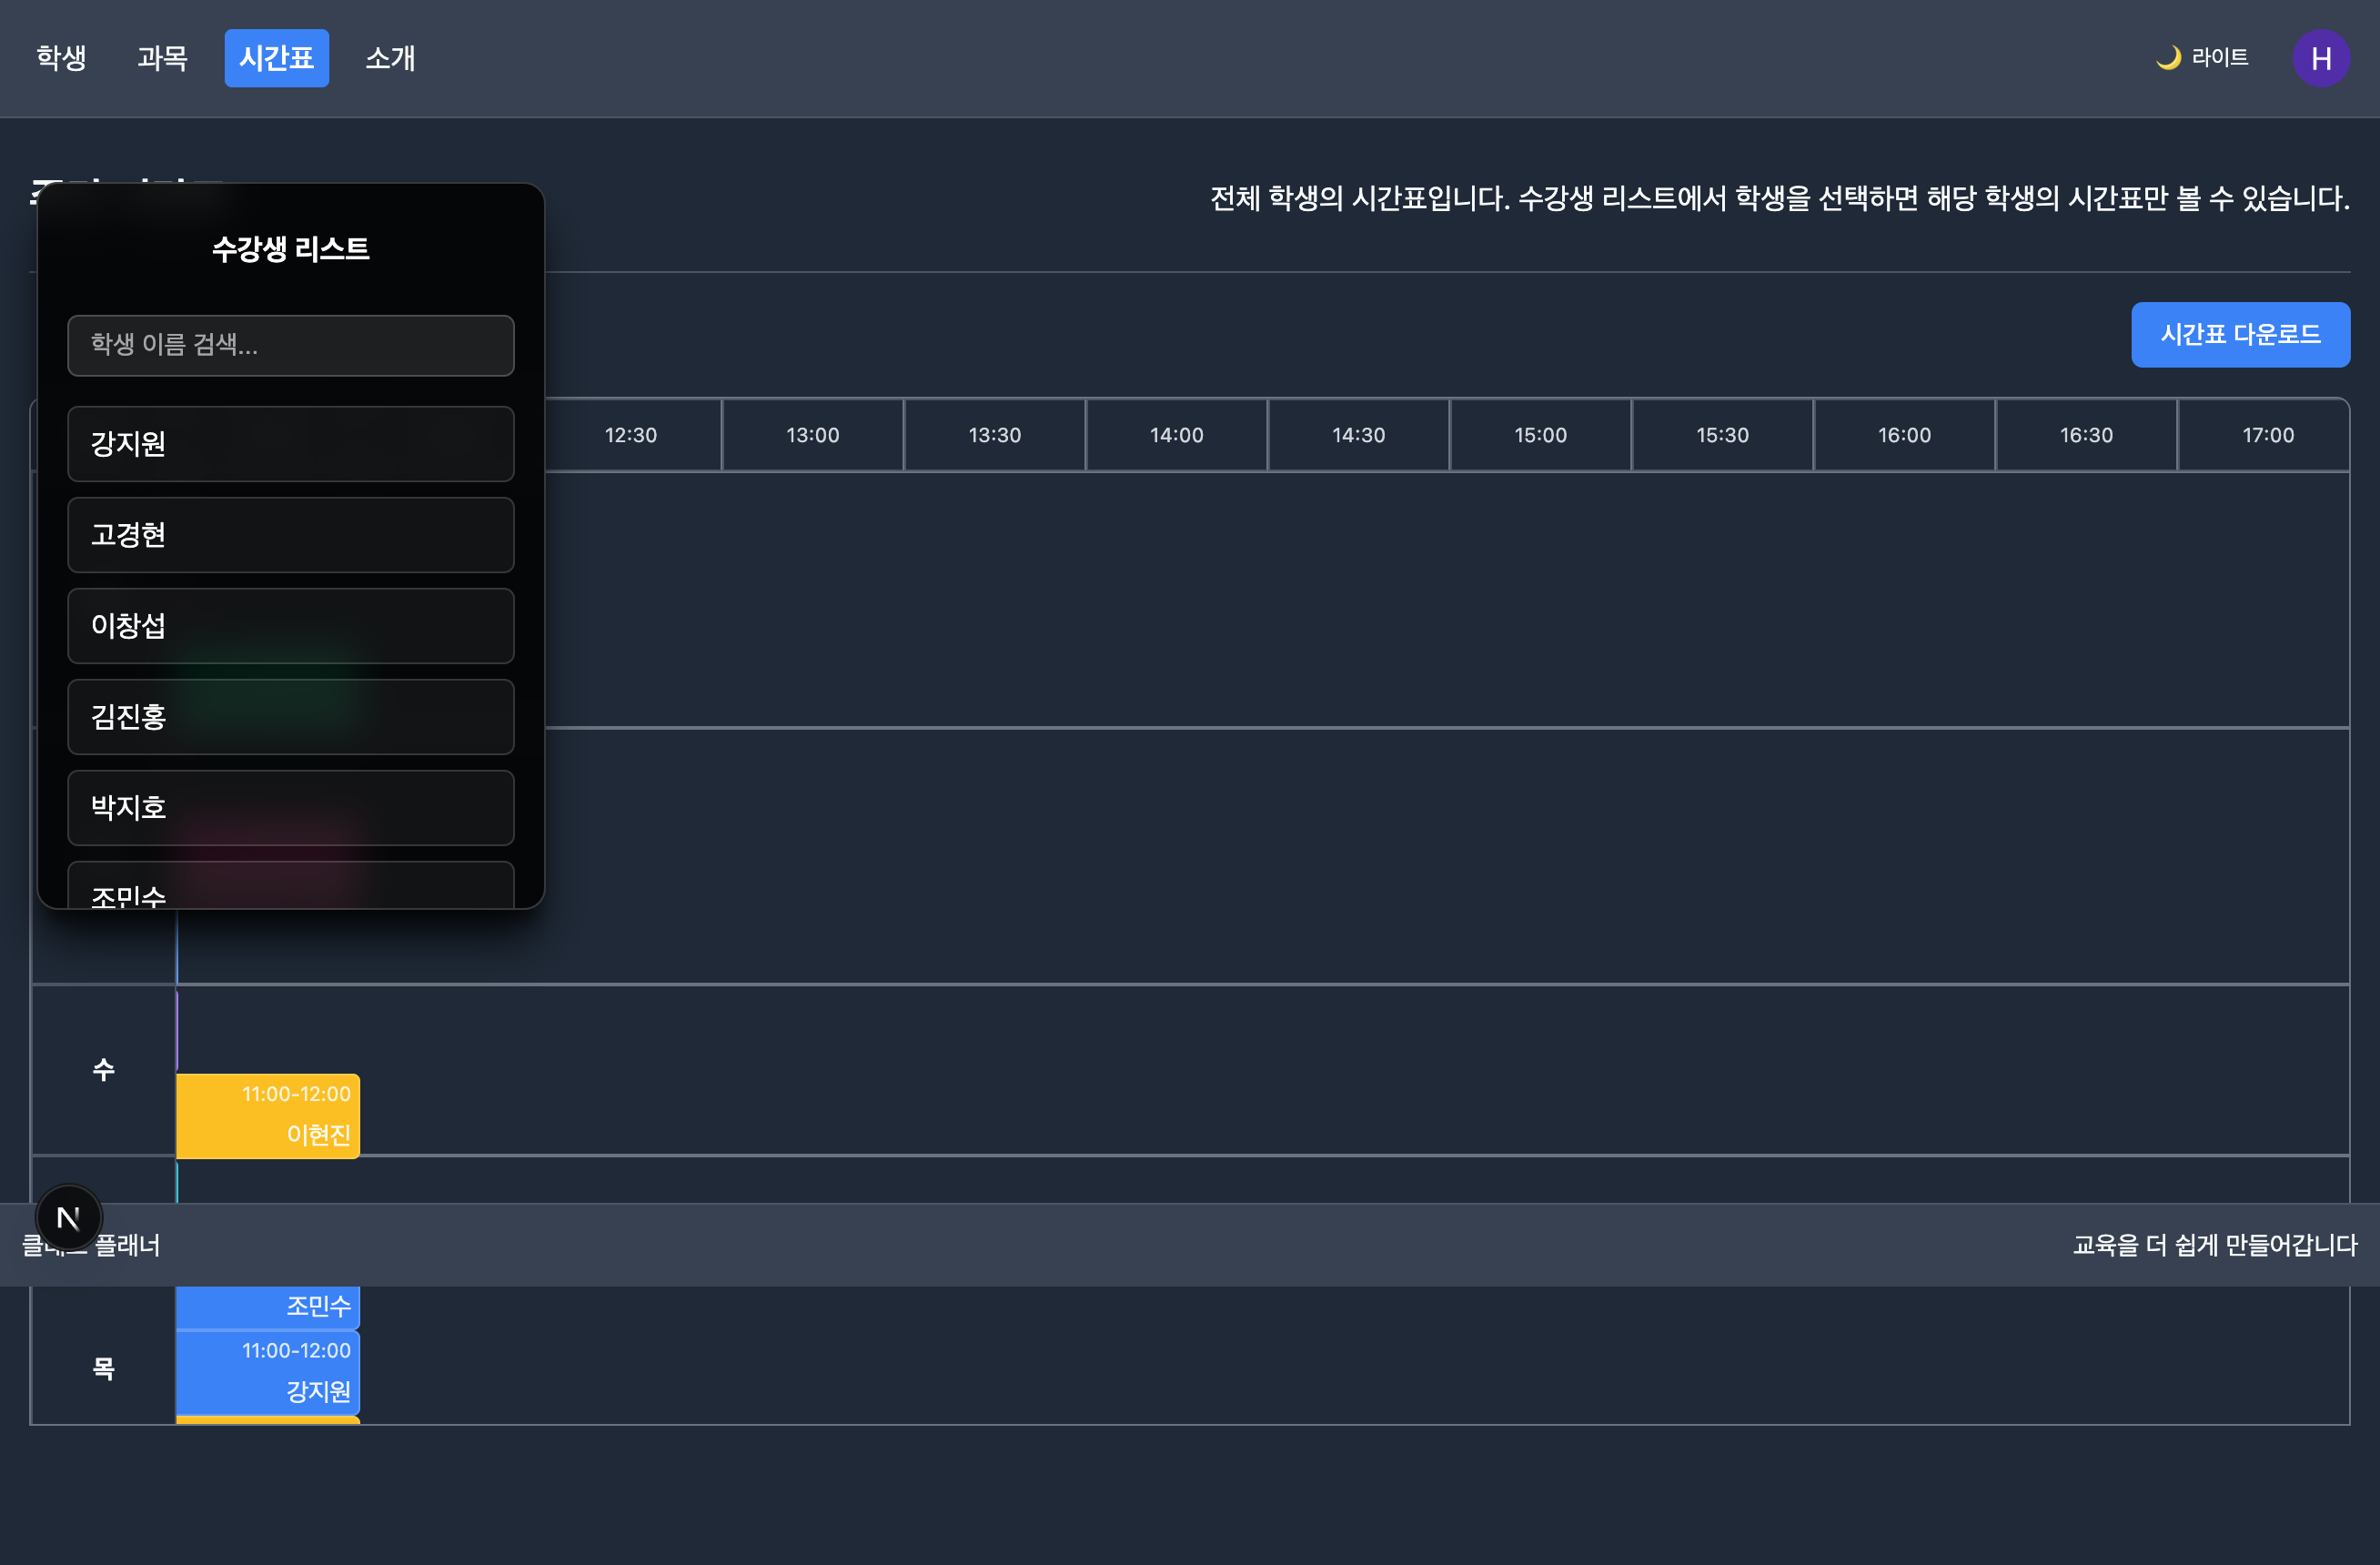 학생 과목 시간표 소개 🌙 라이트 H
전체 학생의 시간표입니다. 수강생 리스트에서 학생을 선택하면 해당 학생의 시간표만 볼 수 있습니다.
수강생 리스트
학생 이름 검색...
시간표 다운로드
강지원
고경현
이창섭
김진홍
박지호
조민수
12:30 13:00 13:30 14:00 14:30 15:00 15:30 16:00 16:30 17:00
수
11:00-12:00
이현진
N
플래너
교육을 더 쉽게 만들어갑니다
조민수
목
11:00-12:00
강지원